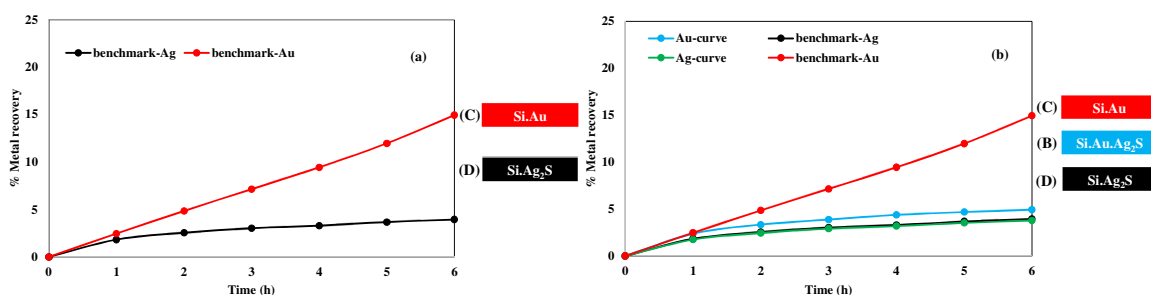 25
20
15
10
5
0
% Metal recovery
benchmark-Ag
benchmark-Au
(a)
(C) Si.Au
(D) Si.Ag₂S
0 1 2 3 4 5 6
Time (h)
25
20
15
10
5
0
% Metal recovery
Au-curve
benchmark-Ag
Ag-curve
benchmark-Au
(b)
(C) Si.Au
(B) Si.Au.Ag₂S
(D) Si.Ag₂S
0 1 2 3 4 5 6
Time (h)